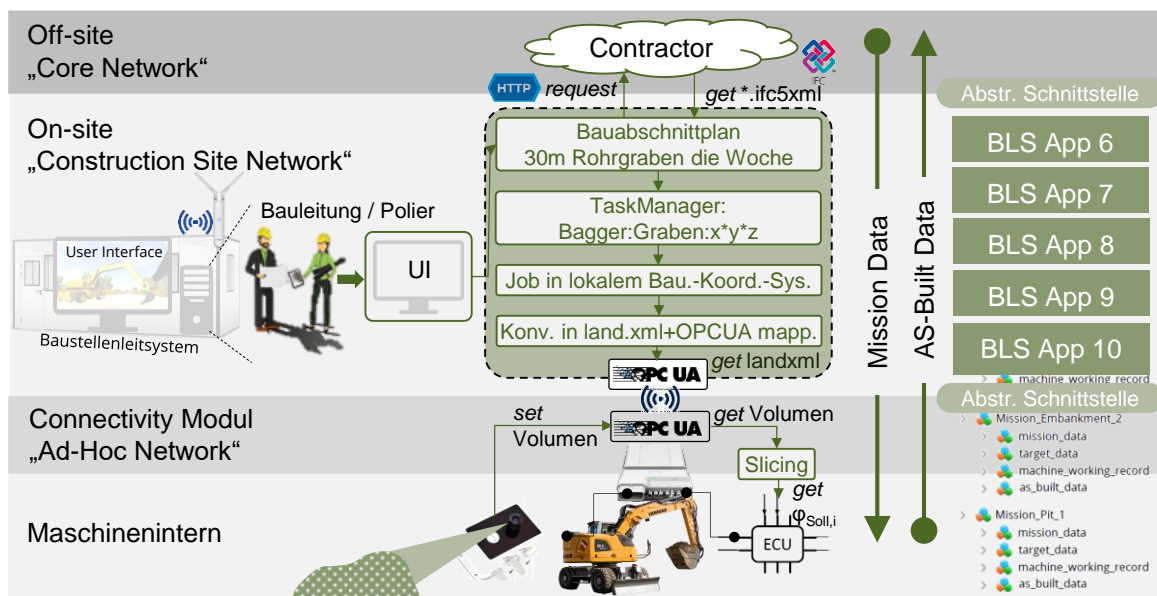 Off-site
„Core Network“
Contractor
IFC
HTTP
request
get *.ifc5xml
On-site
„Construction Site Network“
Bauabschnittplan
30m Rohrgraben die Woche
TaskManager:
Bagger:Graben:x*y*z
Job in lokalem Bau.-Koord.-Sys.
Konv. in land.xml+OPCUA mapp.
get landxml
Bauleitung / Polier
User Interface
UI
Baustellenleitsystem
OPC UA
Connectivity Modul
„Ad-Hoc Network“
set
Volumen
OPC UA
get Volumen
Slicing
get
φSoll,i
ECU
Maschinenintern
Mission Data
AS-Built Data
Abstr. Schnittstelle
BLS App 6
BLS App 7
BLS App 8
BLS App 9
BLS App 10
machine_working_record
Abstr. Schnittstelle
Mission_Embankment_2
mission_data
target_data
machine_working_record
as_built_data
Mission_Pit_1
mission_data
target_data
machine_working_record
as_built_data